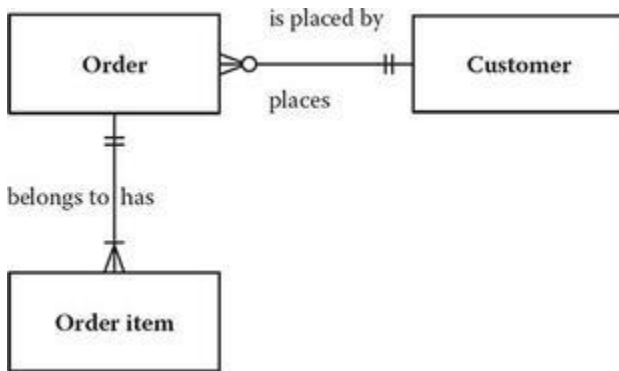 is placed by
Order
Customer
places
belongs to has
Order item